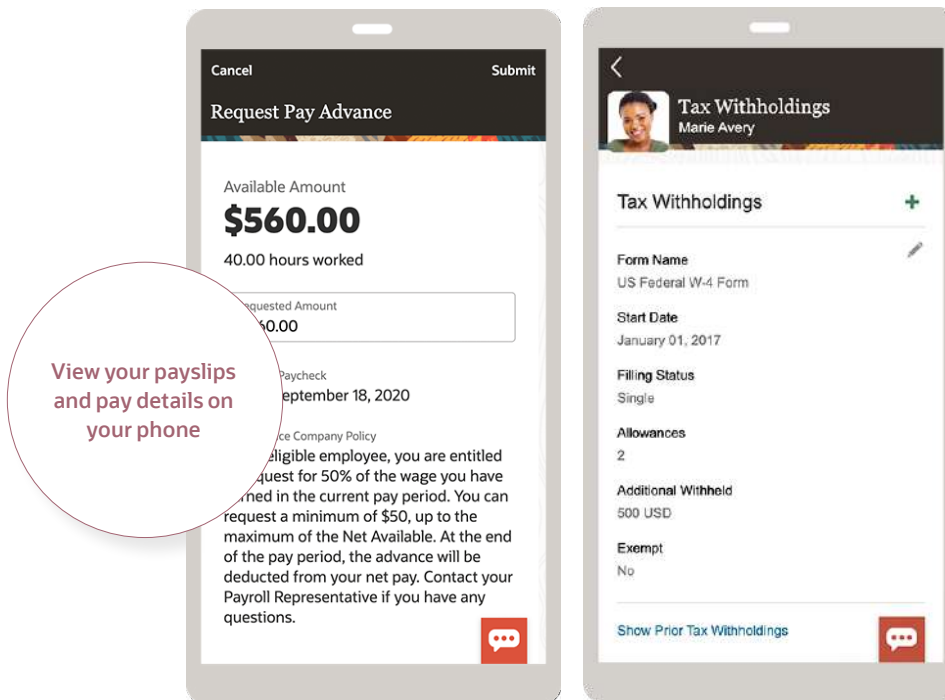 Cancel
Submit
Request Pay Advance
Available Amount
$560.00
40.00 hours worked
quested Amount
60.00
Paycheck
eptember 18, 2020
ce Company Policy
eligible employee, you are entitled
quest for 50% of the wage you have
rned in the current pay period. You can
request a minimum of $50, up to the
maximum of the Net Available. At the end
of the pay period, the advance will be
deducted from your net pay. Contact your
Payroll Representative if you have any
questions.
View your payslips
and pay details on
your phone
Tax Withholdings
Marie Avery
Tax Withholdings
Form Name
US Federal W-4 Form
Start Date
January 01, 2017
Filling Status
Single
Allowances
2
Additional Withheld
500 USD
Exempt
No
Show Prior Tax Withholdings